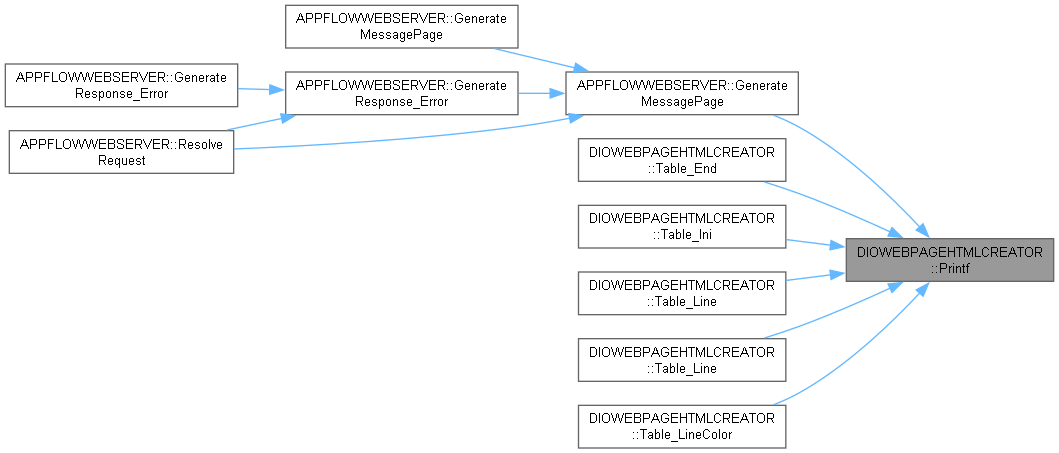 APPFLOWWEBSERVER::Generate
MessagePage
APPFLOWWEBSERVER::Generate
Response_Error
APPFLOWWEBSERVER::Generate
Response_Error
APPFLOWWEBSERVER::Generate
MessagePage
APPFLOWWEBSERVER::Resolve
Request
DIOWEBPAGEHTMLCREATOR
::Table_End
DIOWEBPAGEHTMLCREATOR
::Table_Ini
DIOWEBPAGEHTMLCREATOR
::Printf
DIOWEBPAGEHTMLCREATOR
::Table_Line
DIOWEBPAGEHTMLCREATOR
::Table_Line
DIOWEBPAGEHTMLCREATOR
::Table_LineColor